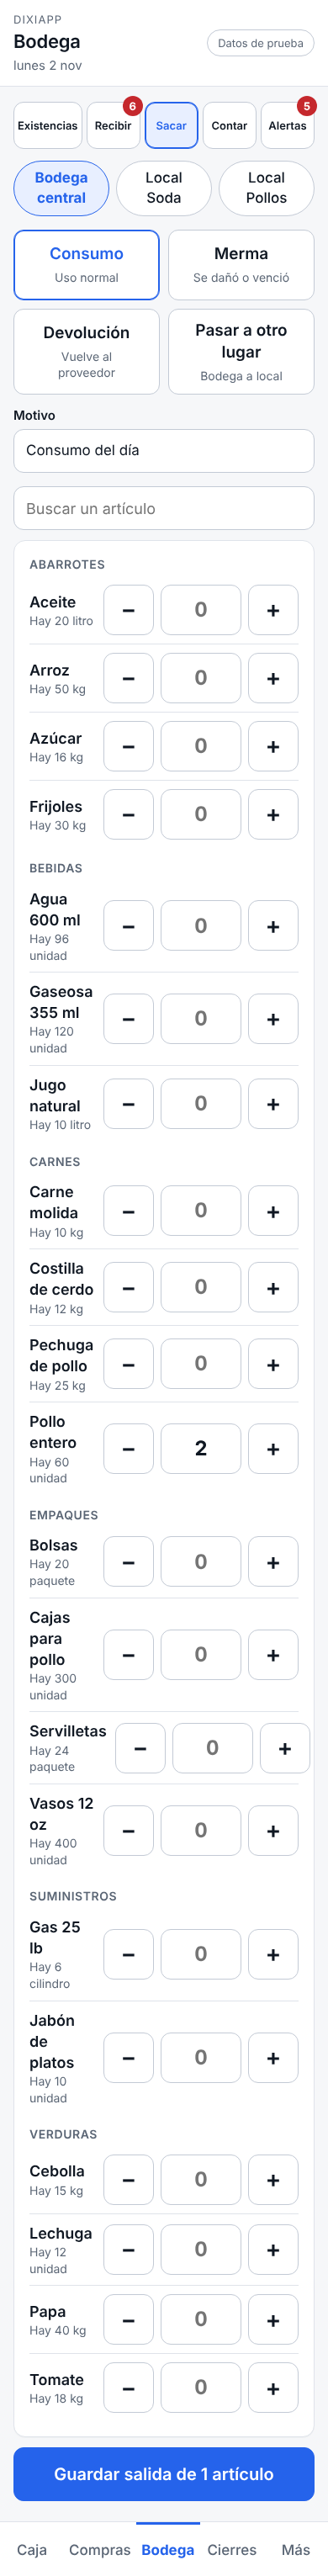 DIXIAPP
Bodega
Datos de prueba
lunes 2 nov
6
5
Existencias
Recibir
Sacar
Contar
Alertas
Bodega
central
Local
Soda
Local
Pollos
Consumo
Uso normal
Merma
Se dañó o venció
Devolución
Vuelve al
proveedor
Pasar a otro
lugar
Bodega a local
Motivo
Consumo del día
Buscar un artículo
ABARROTES
Aceite
Hay 20 litro
− 0 +
Arroz
Hay 50 kg
− 0 +
Azúcar
Hay 16 kg
− 0 +
Frijoles
Hay 30 kg
− 0 +
BEBIDAS
Agua
600 ml
Hay 96
unidad
− 0 +
Gaseosa
355 ml
Hay 120
unidad
− 0 +
Jugo
natural
Hay 10 litro
− 0 +
CARNES
Carne
molida
Hay 10 kg
− 0 +
Costilla
de cerdo
Hay 12 kg
− 0 +
Pechuga
de pollo
Hay 25 kg
− 0 +
Pollo
entero
Hay 60
unidad
− 2 +
EMPAQUES
Bolsas
Hay 20
paquete
− 0 +
Cajas
para
pollo
Hay 300
unidad
− 0 +
Servilletas
Hay 24
paquete
− 0 +
Vasos 12
oz
Hay 400
unidad
− 0 +
SUMINISTROS
Gas 25
lb
Hay 6
cilindro
− 0 +
Jabón
de
platos
Hay 10
unidad
− 0 +
VERDURAS
Cebolla
Hay 15 kg
− 0 +
Lechuga
Hay 12
unidad
− 0 +
Papa
Hay 40 kg
− 0 +
Tomate
Hay 18 kg
− 0 +
Guardar salida de 1 artículo
Caja
Compras
Bodega
Cierres
Más